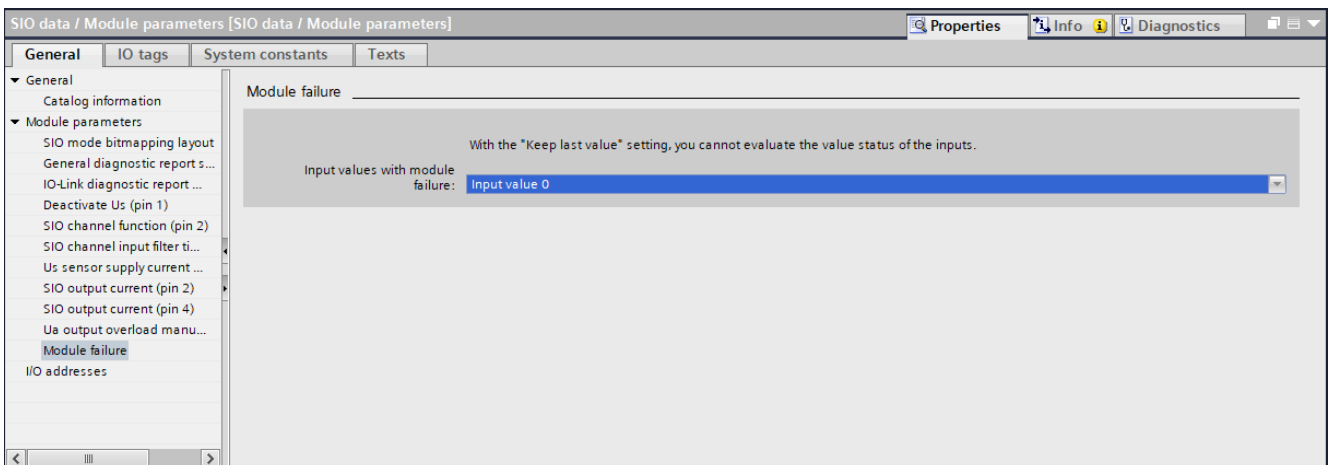 SIO data / Module parameters [SIO data / Module parameters]
Properties
Info
Diagnostics
General
IO tags
System constants
Texts
General
Catalog information
Module parameters
SIO mode bitmapping layout
General diagnostic report s...
IO-Link diagnostic report ...
Deactivate Us (pin 1)
SIO channel function (pin 2)
SIO channel input filter ti...
Us sensor supply current ...
SIO output current (pin 2)
SIO output current (pin 4)
Ua output overload manu...
Module failure
I/O addresses
Module failure
With the "Keep last value" setting, you cannot evaluate the value status of the inputs.
Input values with module
failure:
Input value 0